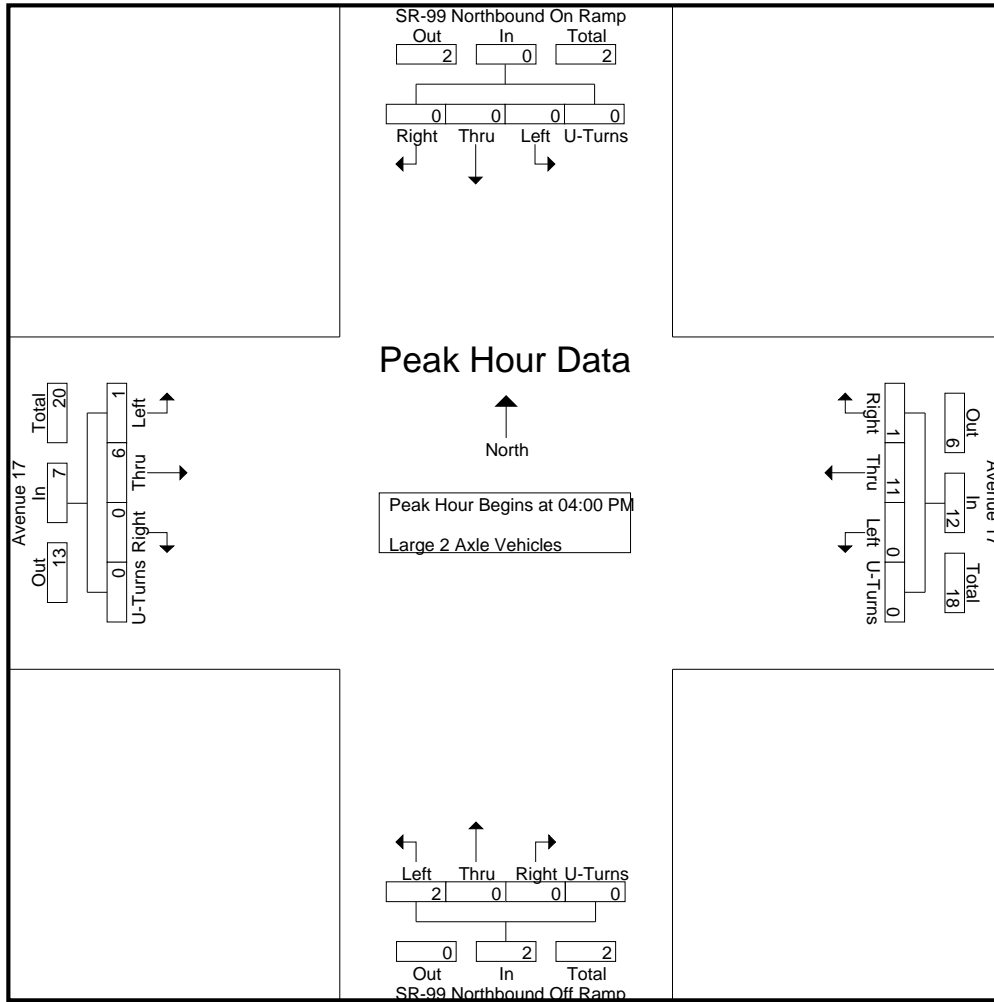 SR-99 Northbound On Ramp
Out In Total
2 0 2
0 0 0 0
Right Thru Left U-Turns
Peak Hour Data
North
Peak Hour Begins at 04:00 PM
Large 2 Axle Vehicles
Avenue 17
Out In Total
13 7 20
0 0 6 1
U-Turns Right Thru Left
Avenue 17
Out In Total
6 12 18
1 11 0 0
Right Thru Left U-Turns
Left Thru Right U-Turns
2 0 0 0
0 2 2
Out In Total
SR-99 Northbound Off Ramp